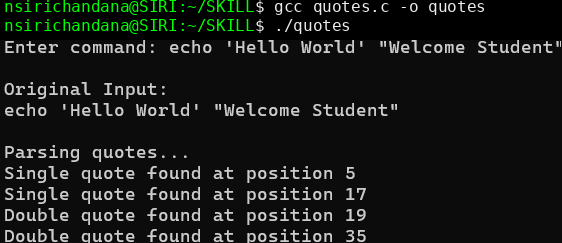 nsirichandana@SIRI:~/SKILL$ gcc quotes.c -o quotes
nsirichandana@SIRI:~/SKILL$ ./quotes
Enter command: echo 'Hello World' "Welcome Student"
Original Input:
echo 'Hello World' "Welcome Student"
Parsing quotes...
Single quote found at position 5
Single quote found at position 17
Double quote found at position 19
Double quote found at position 35